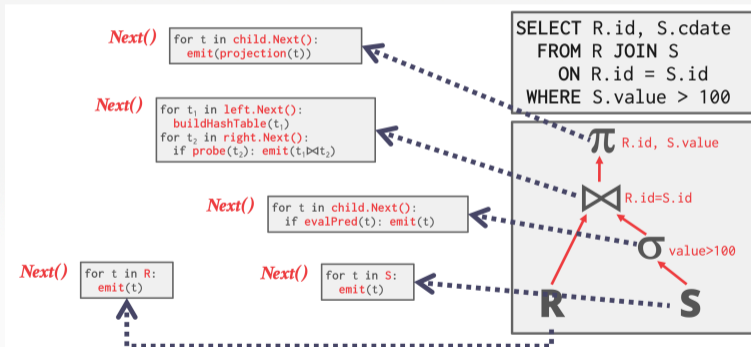 Next()
for t in child.Next():
emit(projection(t))
Next()
for t₁ in left.Next():
buildHashTable(t₁)
for t₂ in right.Next():
if probe(t₂): emit(t₁⨝t₂)
Next()
for t in child.Next():
if evalPred(t): emit(t)
Next()
for t in R:
emit(t)
Next()
for t in S:
emit(t)
SELECT R.id, S.cdate
FROM R JOIN S
ON R.id = S.id
WHERE S.value > 100
π R.id, S.value
⨝ R.id=S.id
σ value>100
R S